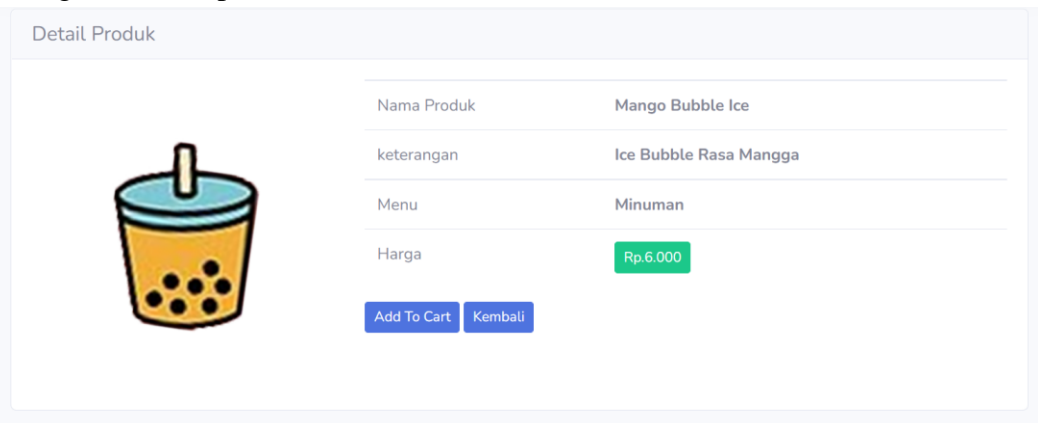 Detail Produk
Nama Produk Mango Bubble Ice
keterangan Ice Bubble Rasa Mangga
Menu Minuman
Harga Rp.6.000
Add To Cart Kembali